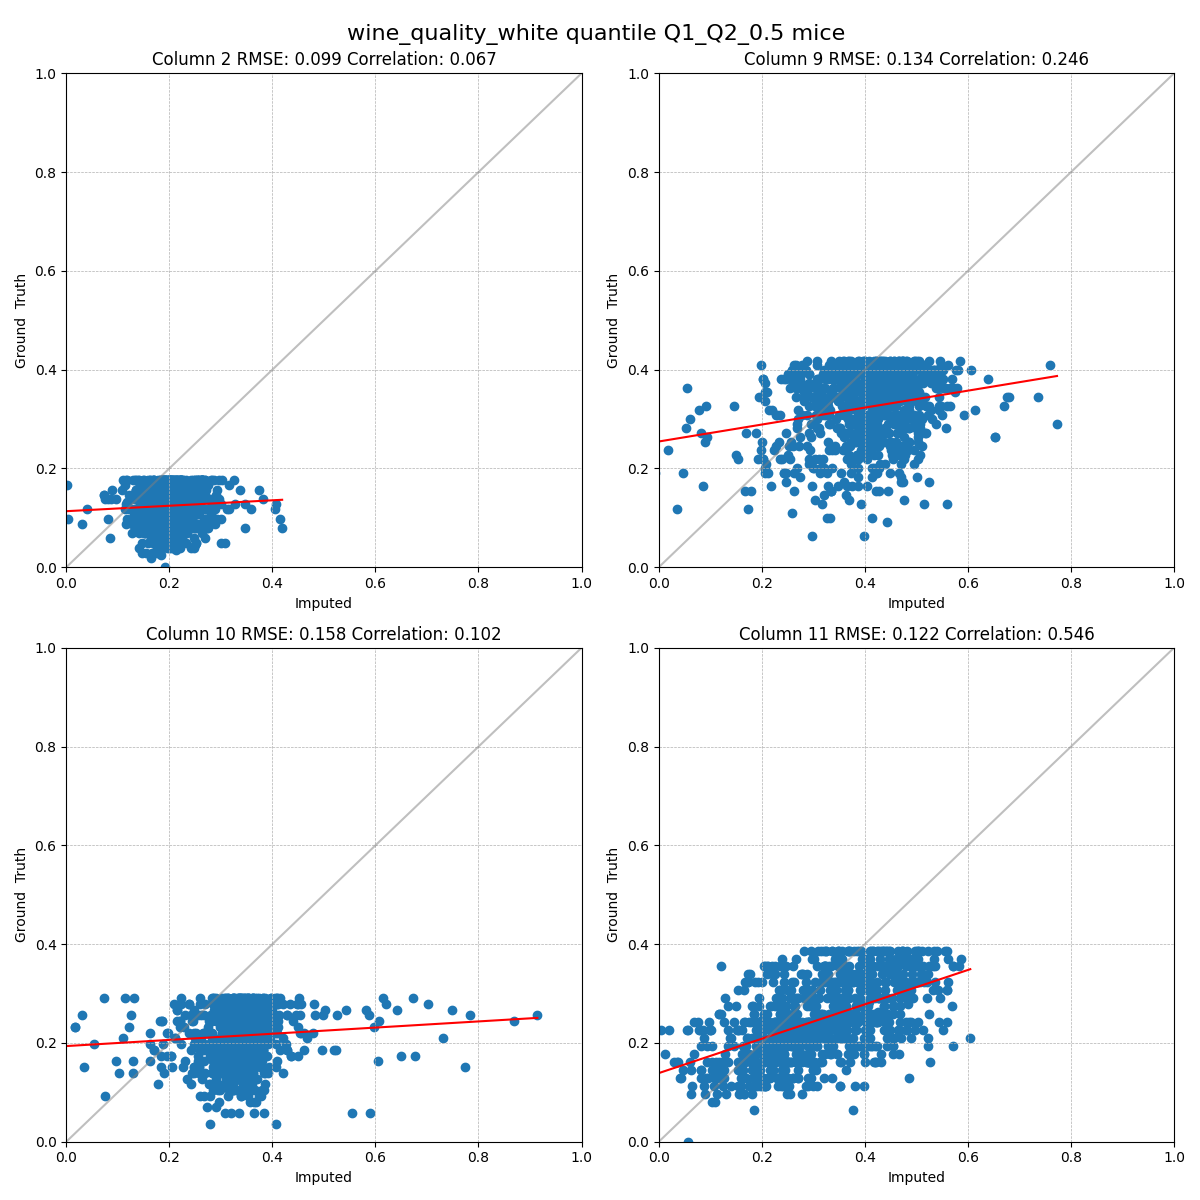 wine_quality_white quantile Q1_Q2_0.5 mice
Column 2 RMSE: 0.099 Correlation: 0.067
1.0
0.8
0.6
0.4
0.2
0.0
Ground Truth
0.0 0.2 0.4 0.6 0.8 1.0
Imputed
Column 9 RMSE: 0.134 Correlation: 0.246
1.0
0.8
0.6
0.4
0.2
0.0
Ground Truth
0.0 0.2 0.4 0.6 0.8 1.0
Imputed
Column 10 RMSE: 0.158 Correlation: 0.102
1.0
0.8
0.6
0.4
0.2
0.0
Ground Truth
0.0 0.2 0.4 0.6 0.8 1.0
Imputed
Column 11 RMSE: 0.122 Correlation: 0.546
1.0
0.8
0.6
0.4
0.2
0.0
Ground Truth
0.0 0.2 0.4 0.6 0.8 1.0
Imputed